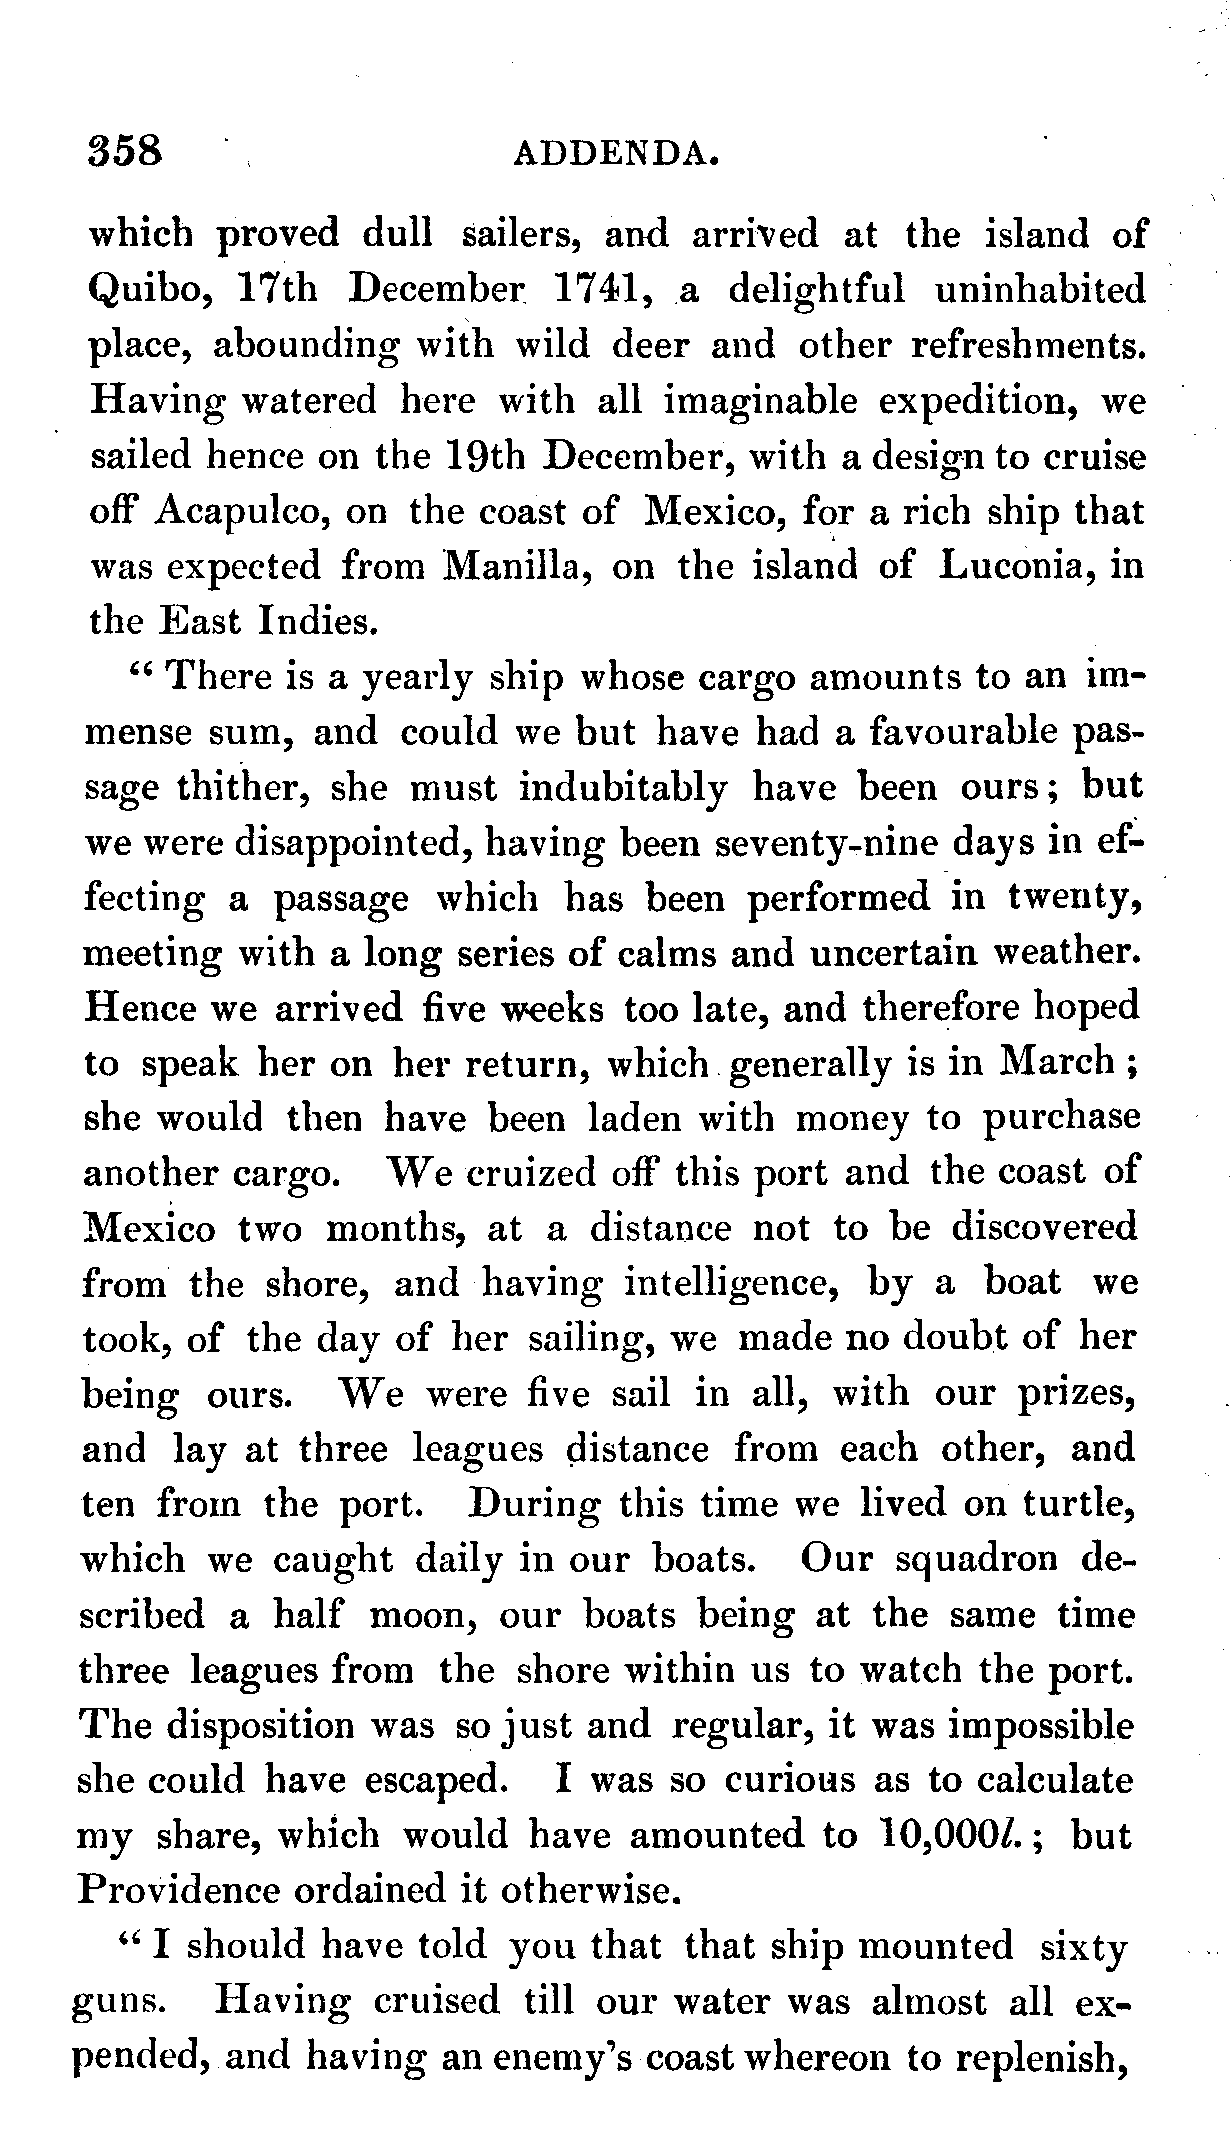 358 ADDENDA.
which proved dull sailers, and arrived at the island of
Quibo, 17th December 1741, a delightful uninhabited
place, abounding with wild deer and other refreshments.
Having watered here with all imaginable expedition, we
sailed hence on the 19th December, with a design to cruise
off Acapulco, on the coast of Mexico, for a rich ship that
was expected from Manilla, on the island of Luconia, in
the East Indies.
“ There is a yearly ship whose cargo amounts to an im-
mense sum, and could we but have had a favourable pas-
sage thither, she must indubitably have been ours; but
we were disappointed, having been seventy-nine days in ef-
fecting a passage which has been performed in twenty,
meeting with a long series of calms and uncertain weather.
Hence we arrived five weeks too late, and therefore hoped
to speak her on her return, which generally is in March ;
she would then have been laden with money to purchase
another cargo. We cruized off this port and the coast of
Mexico two months, at a distance not to be discovered
from the shore, and having intelligence, by a boat we
took, of the day of her sailing, we made no doubt of her
being ours. We were five sail in all, with our prizes,
and lay at three leagues distance from each other, and
ten from the port. During this time we lived on turtle,
which we caught daily in our boats. Our squadron de-
scribed a half moon, our boats being at the same time
three leagues from the shore within us to watch the port.
The disposition was so just and regular, it was impossible
she could have escaped. I was so curious as to calculate
my share, which would have amounted to 10,000l. ; but
Providence ordained it otherwise.
“ I should have told you that that ship mounted sixty
guns. Having cruised till our water was almost all ex-
pended, and having an enemy's coast whereon to replenish,